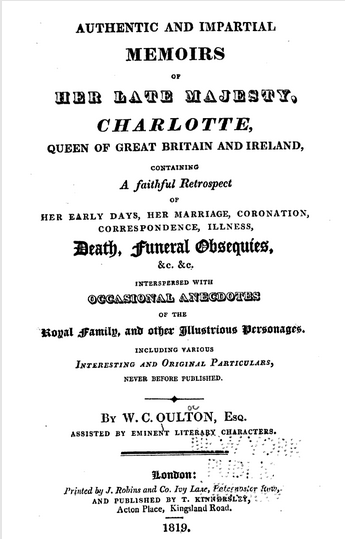 AUTHENTIC AND IMPARTIAL
MEMOIRS
OF
HER LATE MAJESTY,
CHARLOTTE,
QUEEN OF GREAT BRITAIN AND IRELAND,
CONTAINING
A faithful Retrospect
OF
HER EARLY DAYS, HER MARRIAGE, CORONATION,
CORRESPONDENCE, ILLNESS,
Death, Funeral Obsequies,
&c. &c.
INTERSPERSED WITH
OCCASIONAL ANECDOTES
OF THE
Royal Family, and other Illustrious Personages.
INCLUDING VARIOUS
INTERESTING AND ORIGINAL PARTICULARS,
NEVER BEFORE PUBLISHED.
BY W. C. OULTON, ESQ.
ASSISTED BY EMINENT LITERARY CHARACTERS.
London:
Printed by J. Robins and Co. Ivy Lane, Paternoster Row,
AND PUBLISHED BY T. KINNERSLEY,
Acton Place, Kingsland Road.
1819.